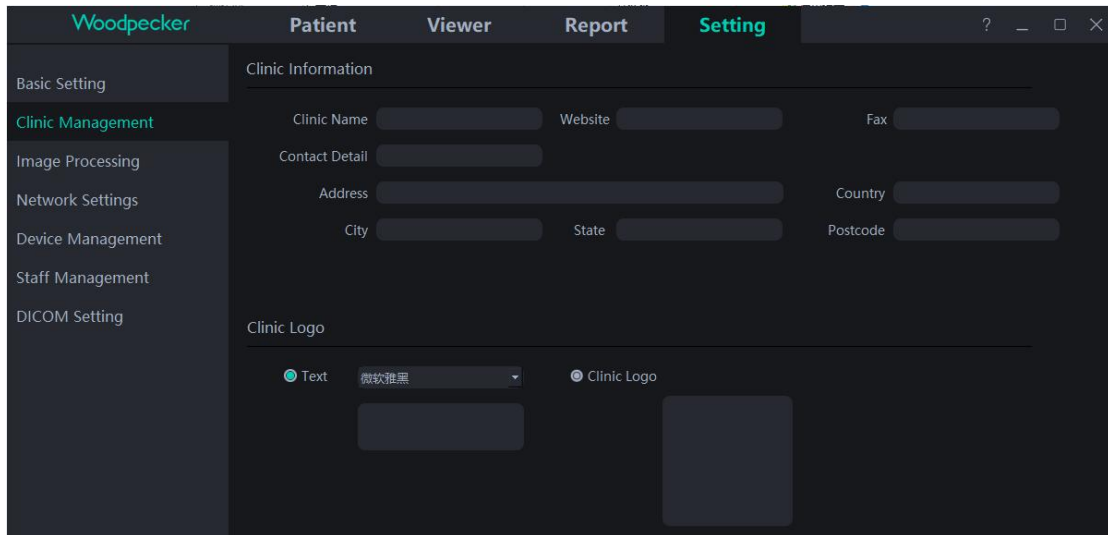 Woodpecker Patient Viewer Report Setting ?
Basic Setting
Clinic Management
Image Processing
Network Settings
Device Management
Staff Management
DICOM Setting
Clinic Information
Clinic Name Website Fax
Contact Detail
Address Country
City State Postcode
Clinic Logo
Text 微软雅黑 Clinic Logo